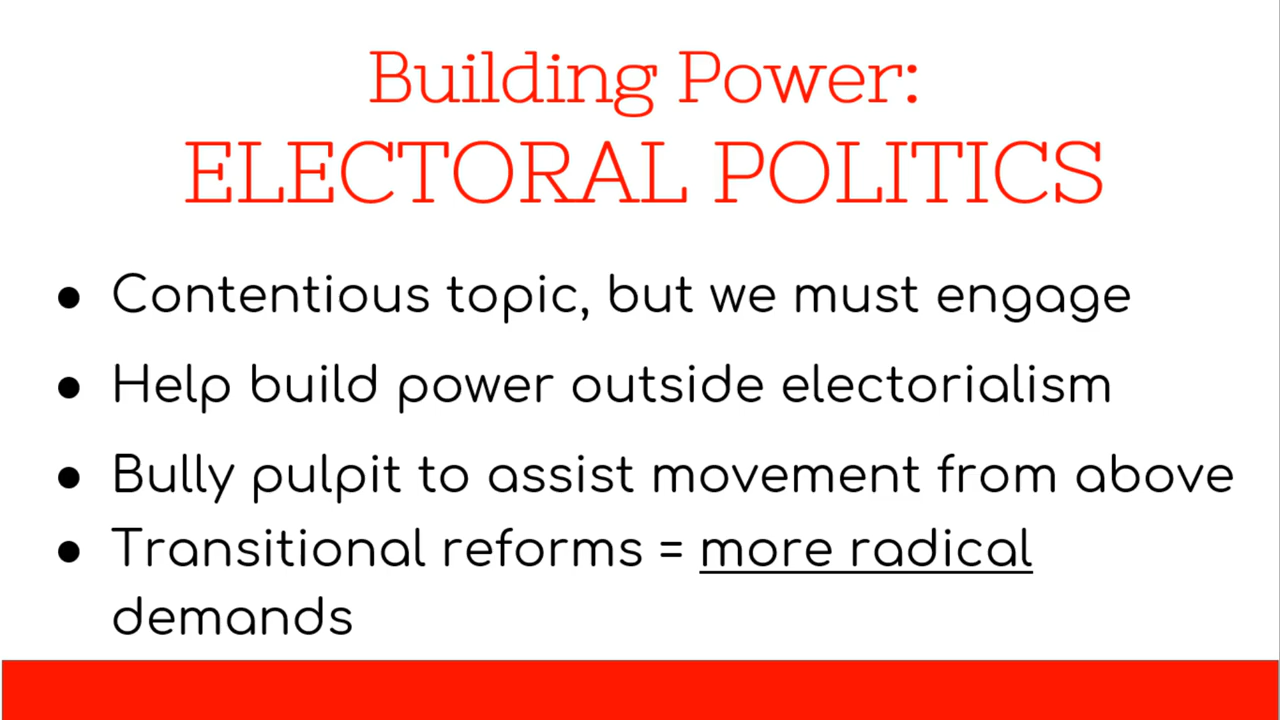 Building Power:
ELECTORAL POLITICS
● Contentious topic, but we must engage
● Help build power outside electorialism
● Bully pulpit to assist movement from above
● Transitional reforms = more radical
demands